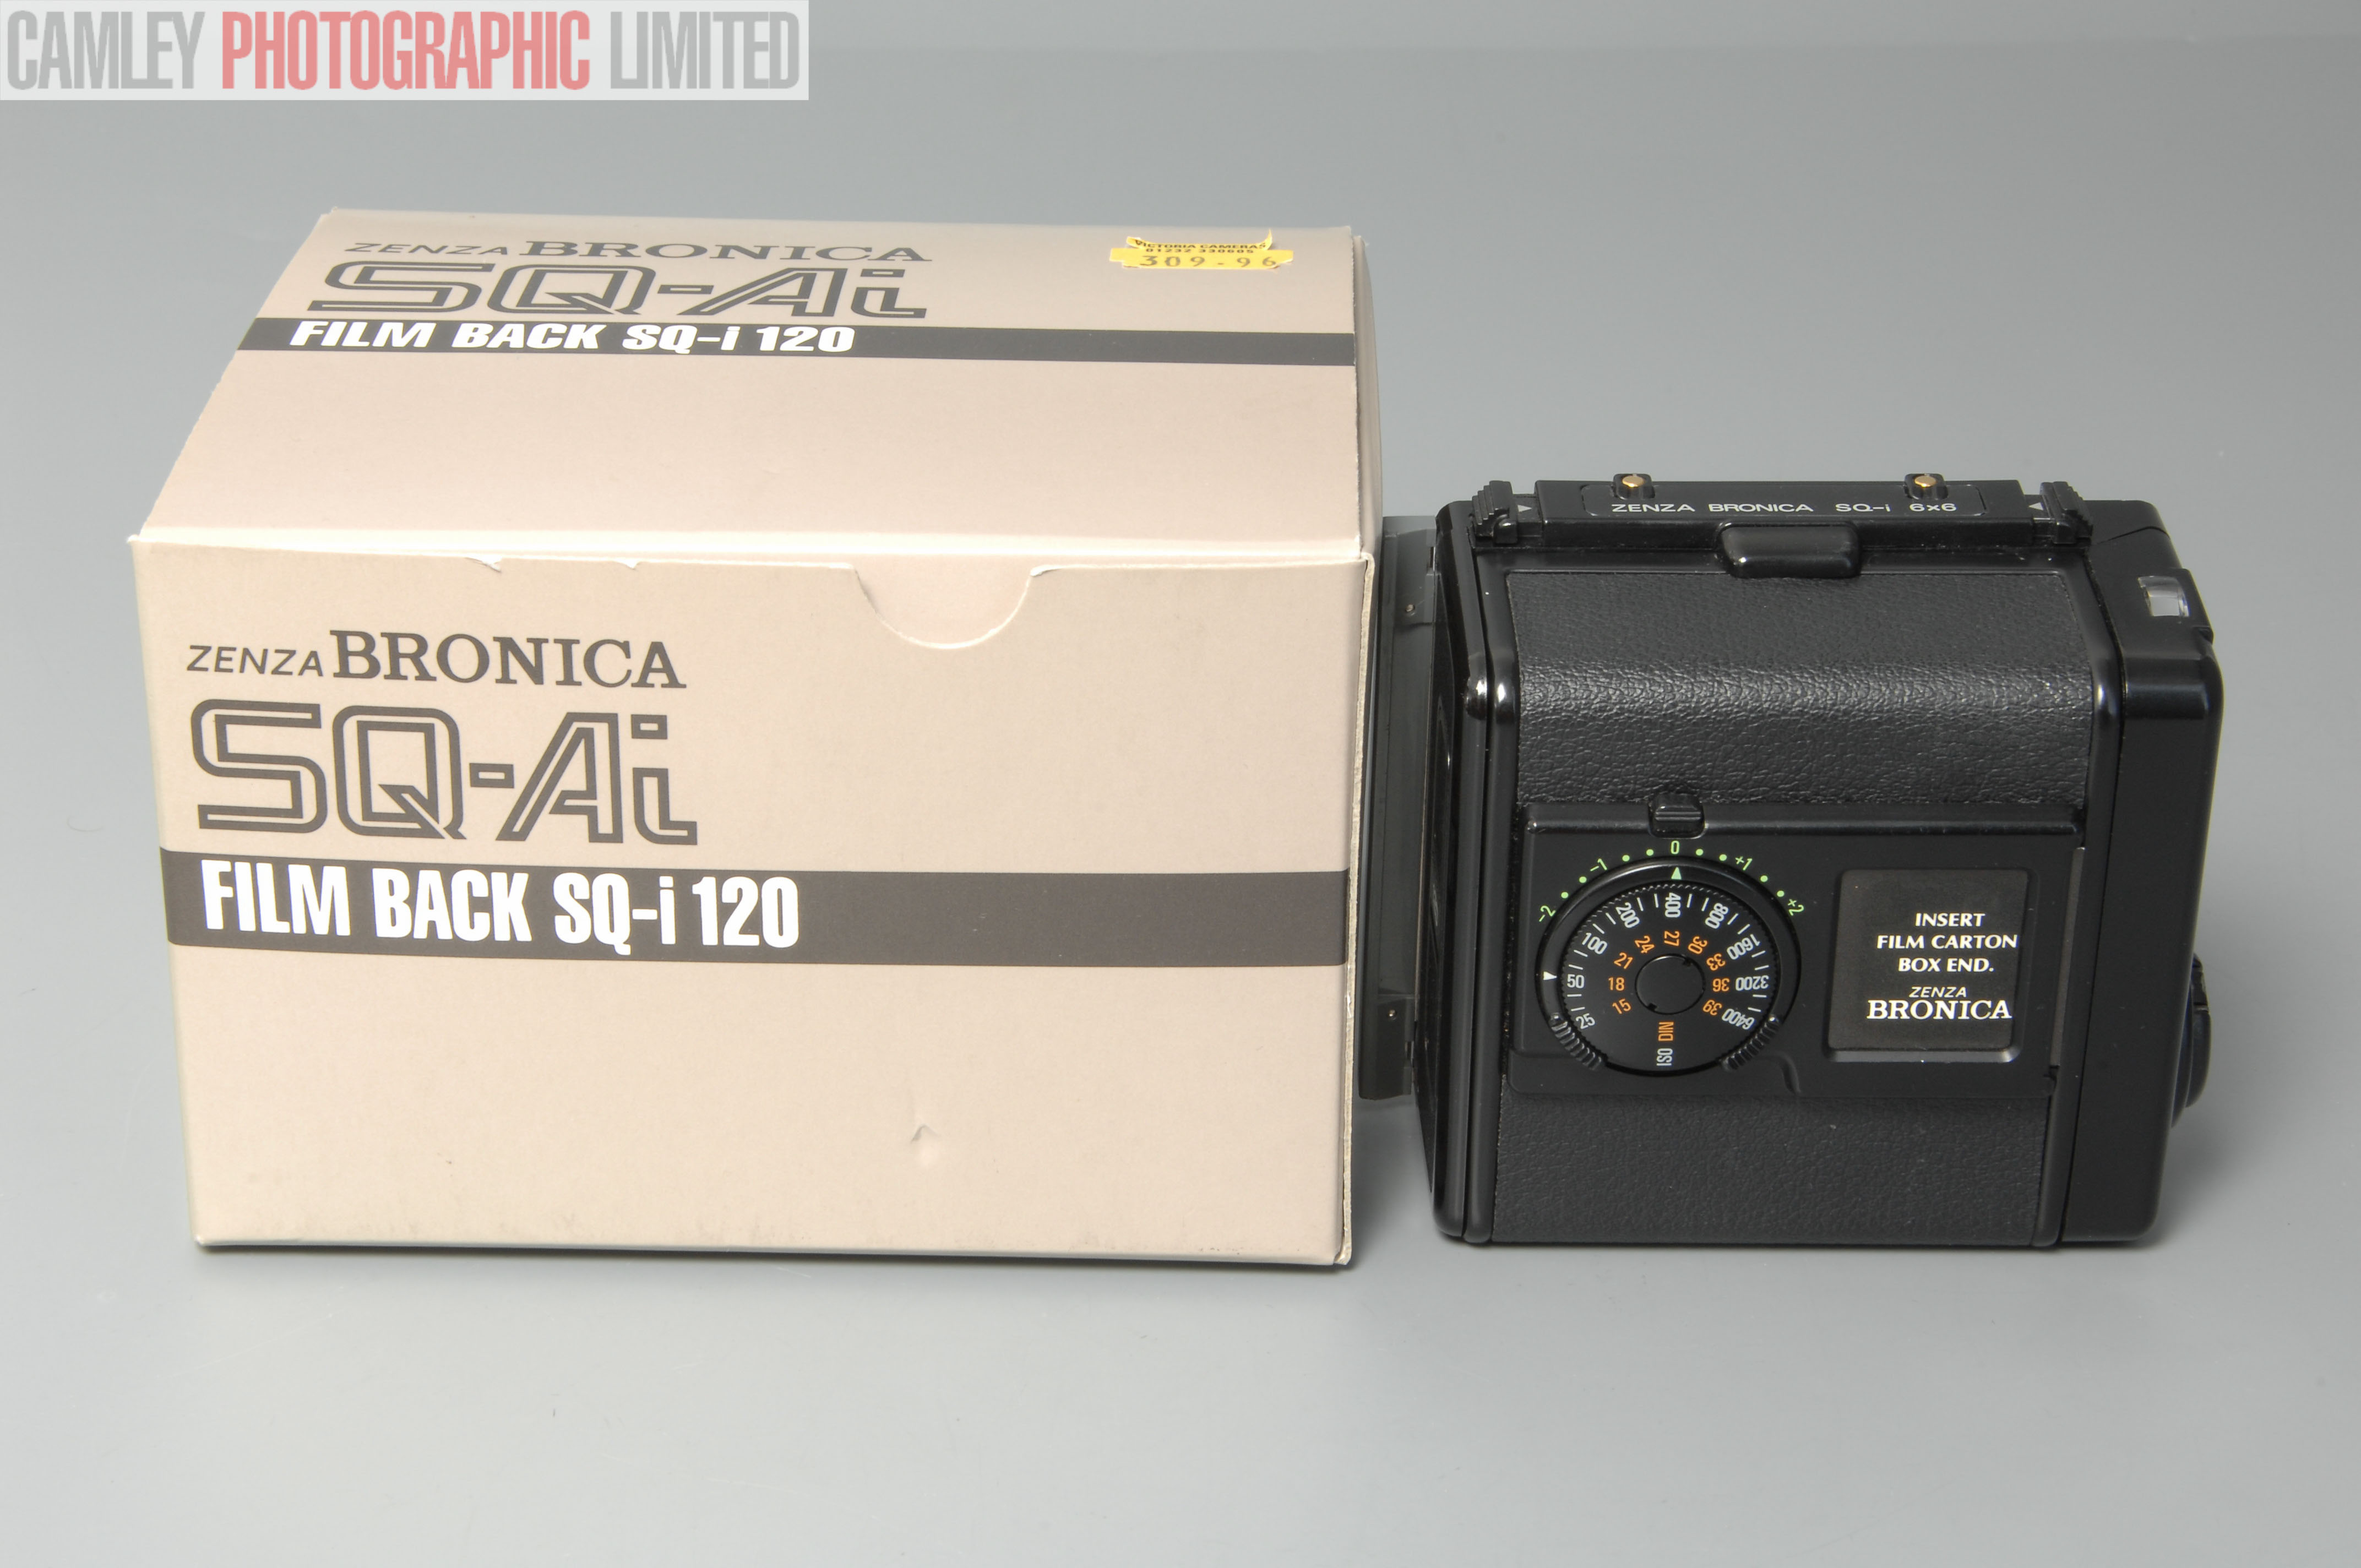 CAMLEY PHOTOGRAPHIC LIMITED
ZENZA BRONICA
SQ-Ai
FILM BACK SQ-i 120
VICTORIA CAMERAS
309-96
ZENZA BRONICA
SQ-Ai
FILM BACK SQ-i 120
ZENZA BRONICA SQ-i 6x6
-2 -1 0 +1 +2
25 50 100 200 400 800 1600 3200 6400
15 18 21 24 27 30 33 36 39
DIN
ISO
INSERT
FILM CARTON
BOX END.
ZENZA
BRONICA